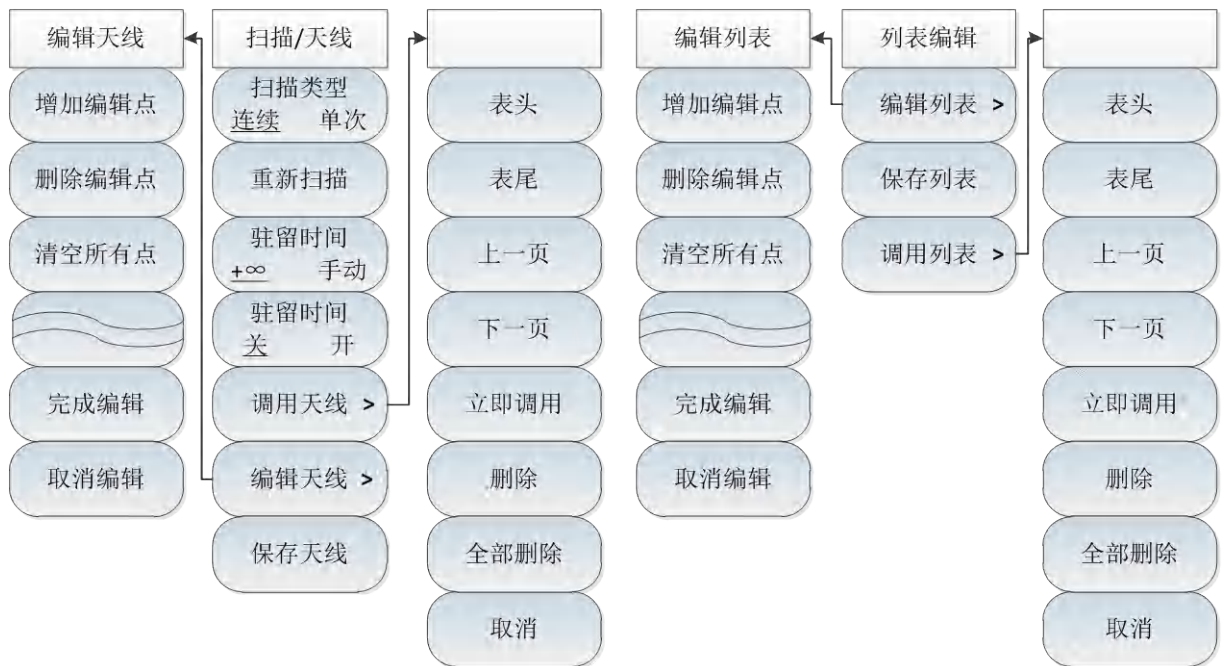 编辑天线
增加编辑点
删除编辑点
清空所有点
完成编辑
取消编辑
扫描/天线
扫描类型
连续 单次
重新扫描
驻留时间
+∞ 手动
驻留时间
关 开
调用天线 >
编辑天线 >
保存天线
表头
表尾
上一页
下一页
立即调用
删除
全部删除
取消
编辑列表
增加编辑点
删除编辑点
清空所有点
完成编辑
取消编辑
列表编辑
编辑列表 >
保存列表
调用列表 >
表头
表尾
上一页
下一页
立即调用
删除
全部删除
取消